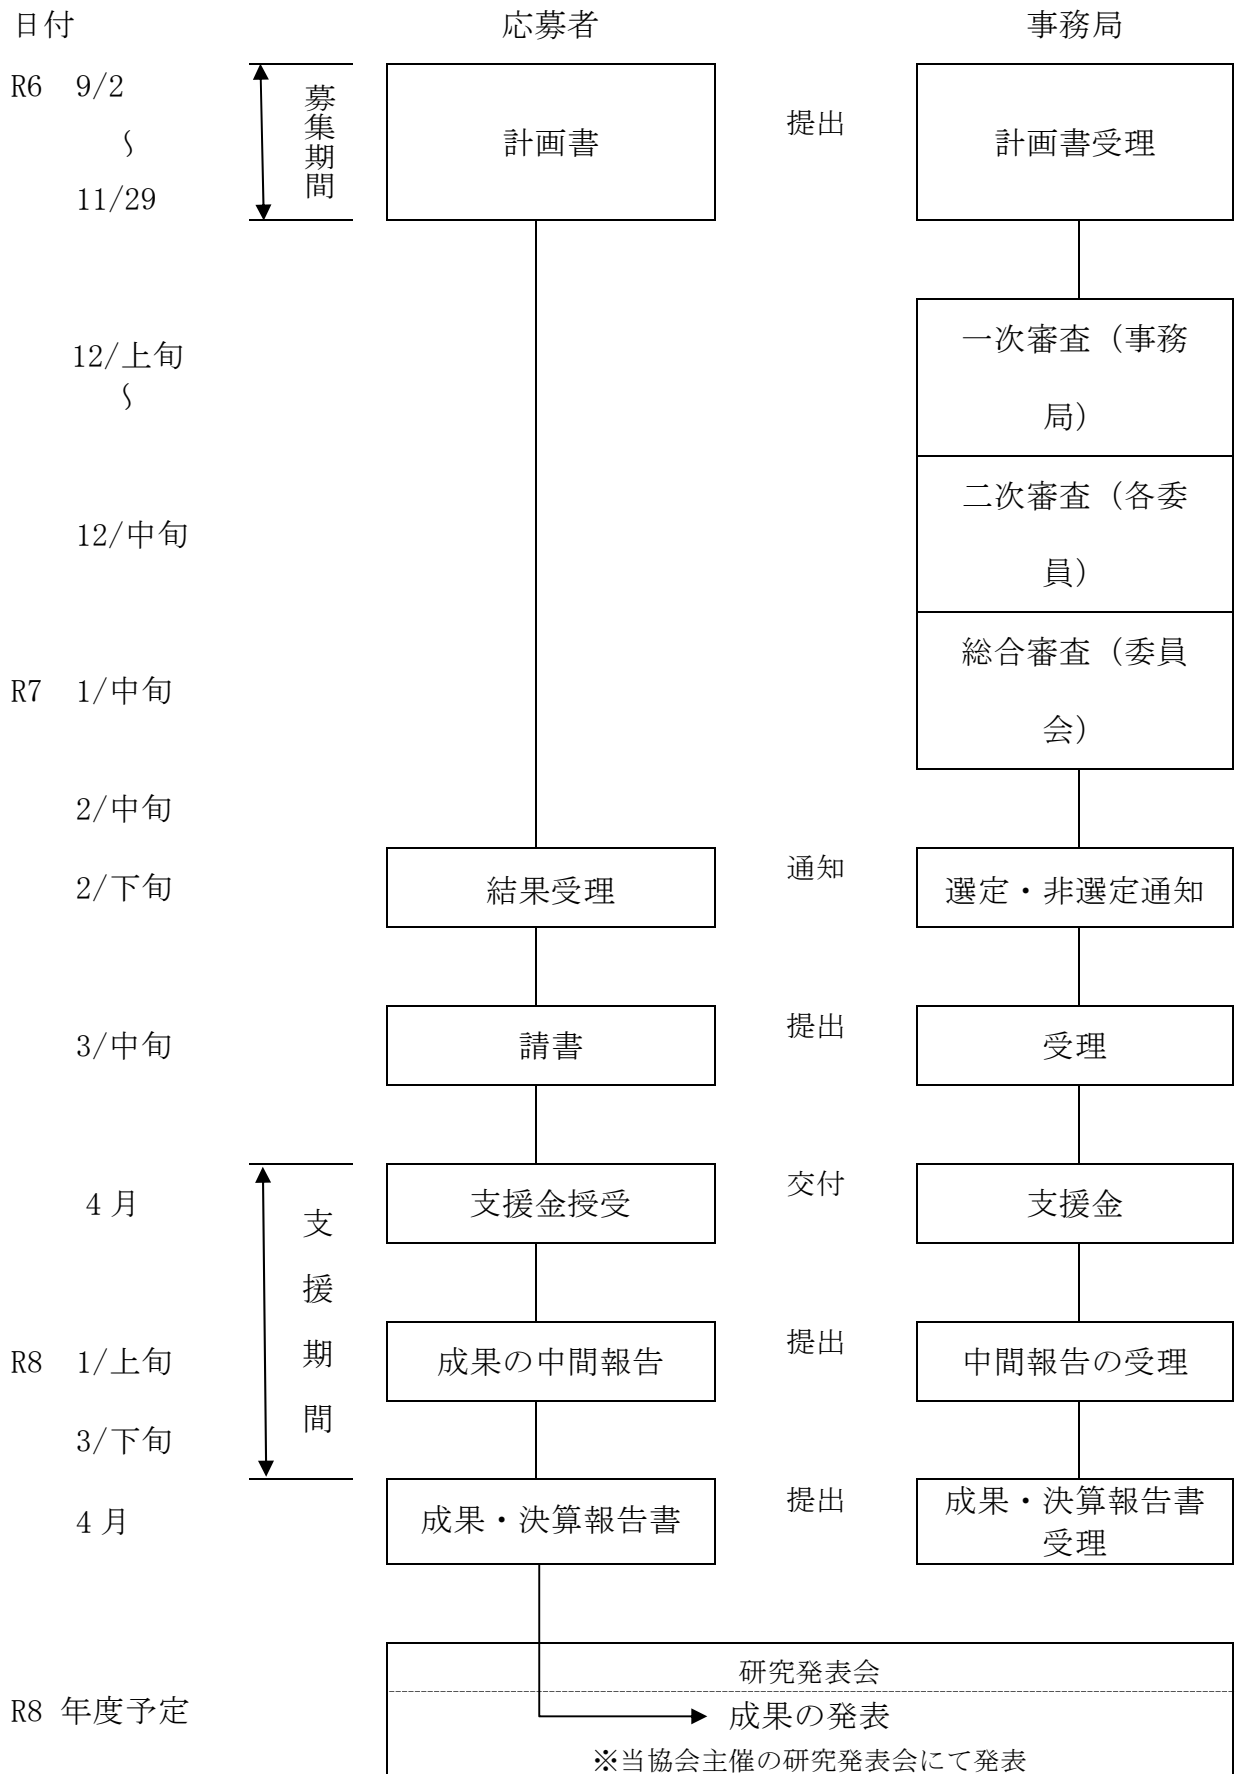 日付 応募者 事務局
R6 9/2
～
11/29
募集期間
計画書
提出
計画書受理
12/上旬
～
一次審査（事務
局）
12/中旬
二次審査（各委
員）
R7 1/中旬
総合審査（委員
会）
2/中旬
2/下旬
結果受理
通知
選定・非選定通知
3/中旬
請書
提出
受理
4月
支援期間
支援金授受
交付
支援金
R8 1/上旬
成果の中間報告
提出
中間報告の受理
3/下旬
4月
成果・決算報告書
提出
成果・決算報告書
受理
研究発表会
R8 年度予定
成果の発表
※当協会主催の研究発表会にて発表